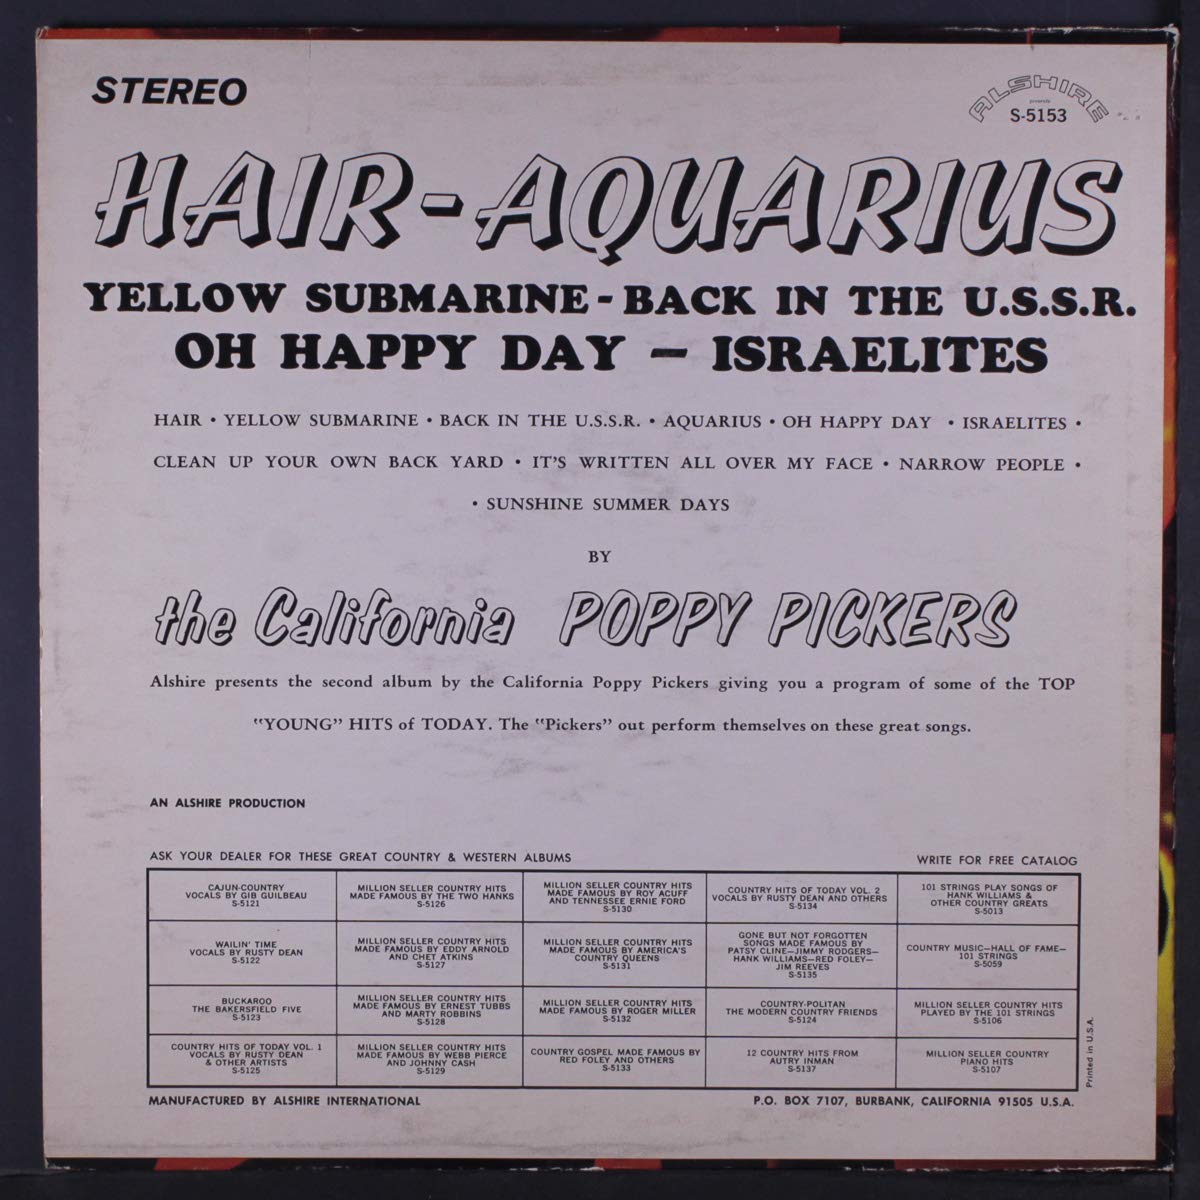 STEREO
ALSHIRE
presents
S-5153
HAIR-AQUARIUS
YELLOW SUBMARINE - BACK IN THE U.S.S.R.
OH HAPPY DAY — ISRAELITES
HAIR • YELLOW SUBMARINE • BACK IN THE U.S.S.R. • AQUARIUS • OH HAPPY DAY • ISRAELITES •
CLEAN UP YOUR OWN BACK YARD • IT'S WRITTEN ALL OVER MY FACE • NARROW PEOPLE •
• SUNSHINE SUMMER DAYS
BY
the California POPPY PICKERS
Alshire presents the second album by the California Poppy Pickers giving you a program of some of the TOP
"YOUNG" HITS of TODAY. The "Pickers" out perform themselves on these great songs.
AN ALSHIRE PRODUCTION
ASK YOUR DEALER FOR THESE GREAT COUNTRY & WESTERN ALBUMS
WRITE FOR FREE CATALOG
CAJUN-COUNTRY
VOCALS BY GIB GUILBEAU
S-5121
MILLION SELLER COUNTRY HITS
MADE FAMOUS BY THE TWO HANKS
S-5126
MILLION SELLER COUNTRY HITS
MADE FAMOUS BY ROY ACUFF
AND TENNESSEE ERNIE FORD
S-5130
COUNTRY HITS OF TODAY VOL. 2
VOCALS BY RUSTY DEAN AND OTHERS
S-5134
101 STRINGS PLAY SONGS OF
HANK WILLIAMS &
OTHER COUNTRY GREATS
S-5013
WAILIN' TIME
VOCALS BY RUSTY DEAN
S-5122
MILLION SELLER COUNTRY HITS
MADE FAMOUS BY EDDY ARNOLD
AND CHET ATKINS
S-5127
MILLION SELLER COUNTRY HITS
MADE FAMOUS BY AMERICA'S
COUNTRY QUEENS
S-5131
GONE BUT NOT FORGOTTEN
SONGS MADE FAMOUS BY
PATSY CLINE—JIMMY RODGERS—
HANK WILLIAMS—RED FOLEY—
JIM REEVES
S-5135
COUNTRY MUSIC—HALL OF FAME—
101 STRINGS
S-5059
BUCKAROO
THE BAKERSFIELD FIVE
S-5123
MILLION SELLER COUNTRY HITS
MADE FAMOUS BY ERNEST TUBBS
AND MARTY ROBBINS
S-5128
MILLION SELLER COUNTRY HITS
MADE FAMOUS BY ROGER MILLER
S-5132
COUNTRY-POLITAN
THE MODERN COUNTRY FRIENDS
S-5124
MILLION SELLER COUNTRY HITS
PLAYED BY THE 101 STRINGS
S-5106
COUNTRY HITS OF TODAY VOL. 1
VOCALS BY RUSTY DEAN
& OTHER ARTISTS
S-5125
MILLION SELLER COUNTRY HITS
MADE FAMOUS BY WEBB PIERCE
AND JOHNNY CASH
S-5129
COUNTRY GOSPEL MADE FAMOUS BY
RED FOLEY AND OTHERS
S-5133
12 COUNTRY HITS FROM
AUTRY INMAN
S-5137
MILLION SELLER COUNTRY
PIANO HITS
S-5107
Printed in U.S.A.
MANUFACTURED BY ALSHIRE INTERNATIONAL
P.O. BOX 7107, BURBANK, CALIFORNIA 91505 U.S.A.